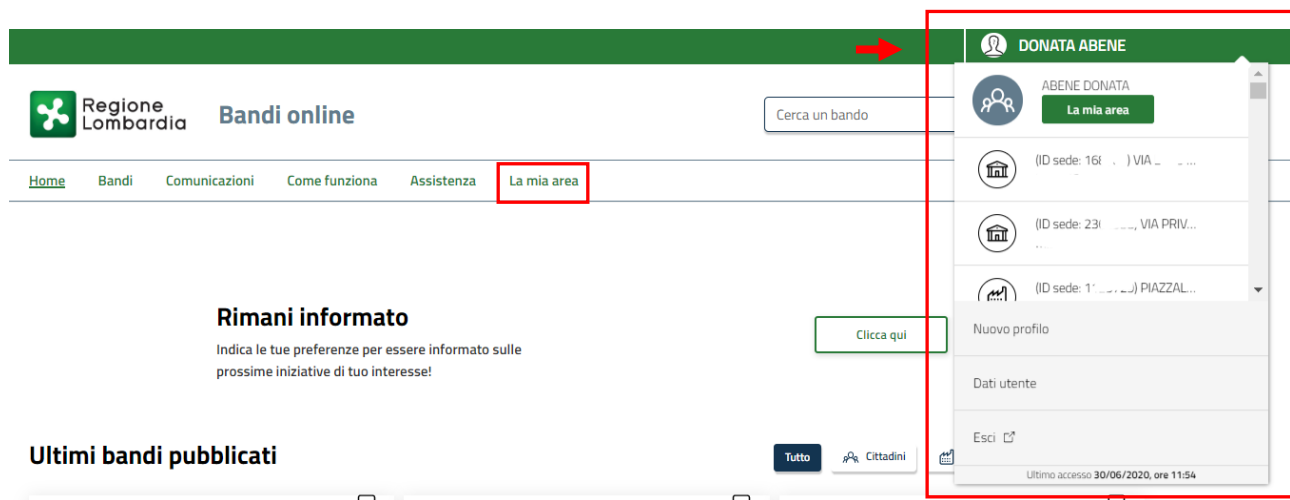 DONATA ABENE
ABENE DONATA
La mia area
Regione
Lombardia
Bandi online
Cerca un bando
(ID sede: 16 ) VIA ...
Home Bandi Comunicazioni Come funziona Assistenza La mia area
(ID sede: 23 , VIA PRIV...
(ID sede: 1 ) PIAZZAL...
Rimani informato
Indica le tue preferenze per essere informato sulle
prossime iniziative di tuo interesse!
Clicca qui
Nuovo profilo
Dati utente
Esci
Ultimo accesso 30/06/2020, ore 11:54
Ultimi bandi pubblicati
Tutto Cittadini